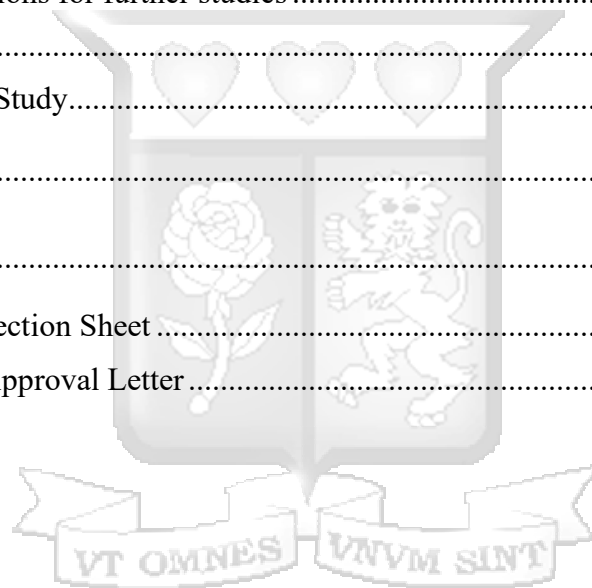 ons for further studies ....................................................
....................................................................................
Study..........................................................................
....................................................................................
....................................................................................
ection Sheet ..............................................................
pproval Letter ..........................................................
VT OMNES VNVM SINT